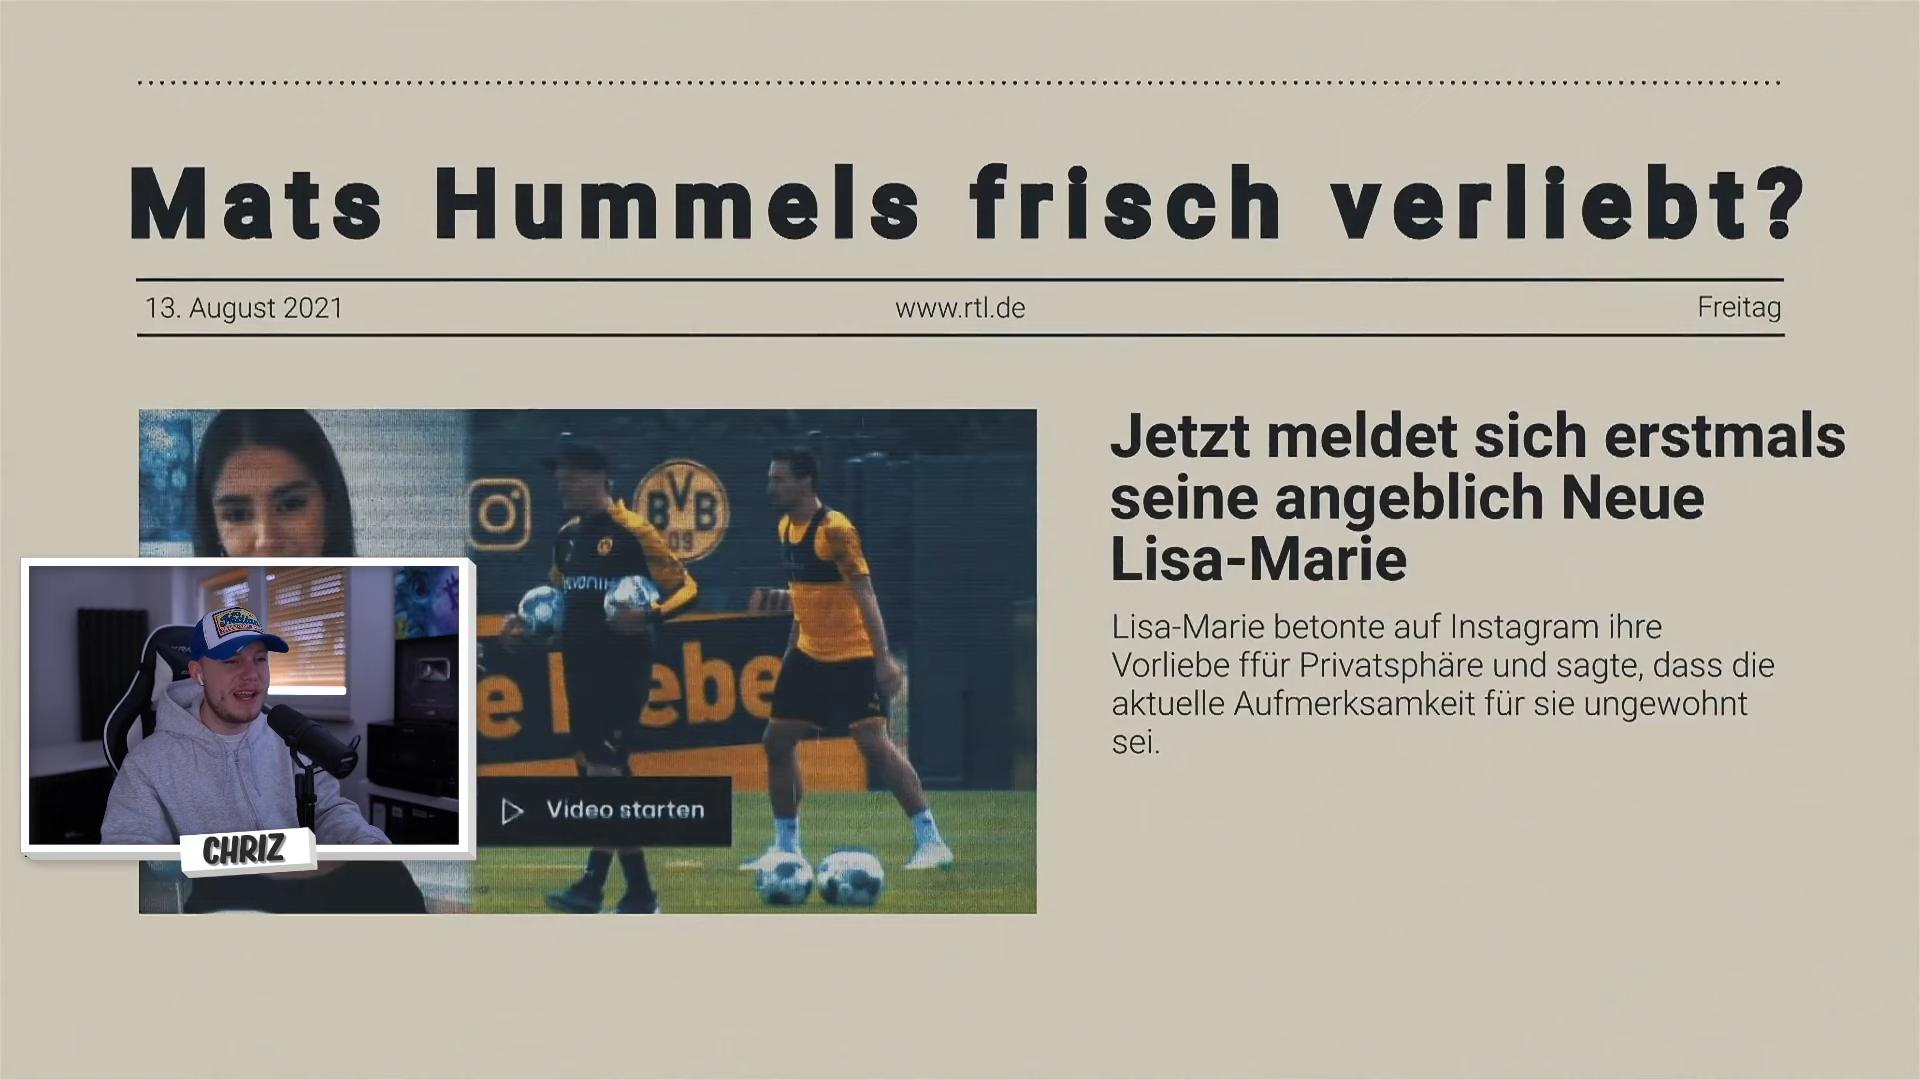 Mats Hummels frisch verliebt?
13. August 2021
www.rtl.de
Freitag
Jetzt meldet sich erstmals
seine angeblich Neue
Lisa-Marie
Lisa-Marie betonte auf Instagram ihre
Vorliebe ffür Privatsphäre und sagte, dass die
aktuelle Aufmerksamkeit für sie ungewohnt
sei.
BVB
09
EVONIK
e l ebe
Video starten
CHRIZ